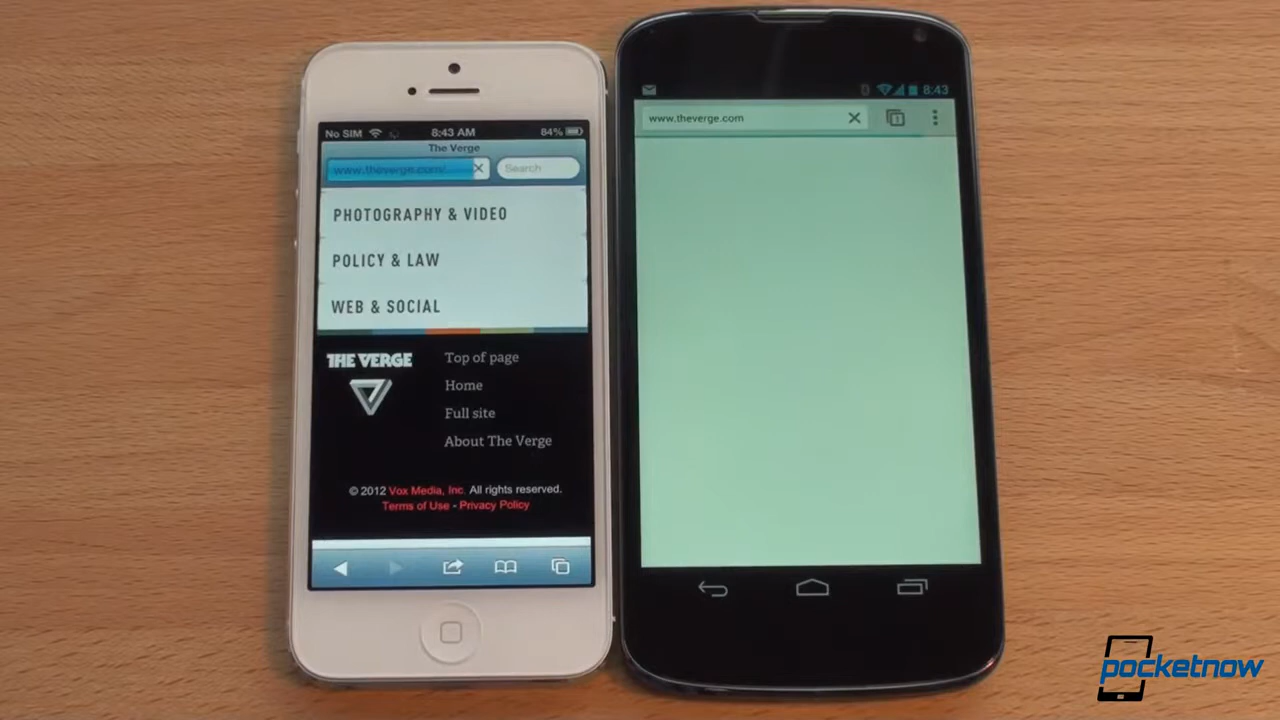 No SIM 8:43 AM 84%
The Verge
www.theverge.com/... Search
PHOTOGRAPHY & VIDEO
POLICY & LAW
WEB & SOCIAL
THE VERGE
Top of page
Home
Full site
About The Verge
© 2012 Vox Media, Inc. All rights reserved.
Terms of Use - Privacy Policy
8:43
www.theverge.com
1
pocketnow